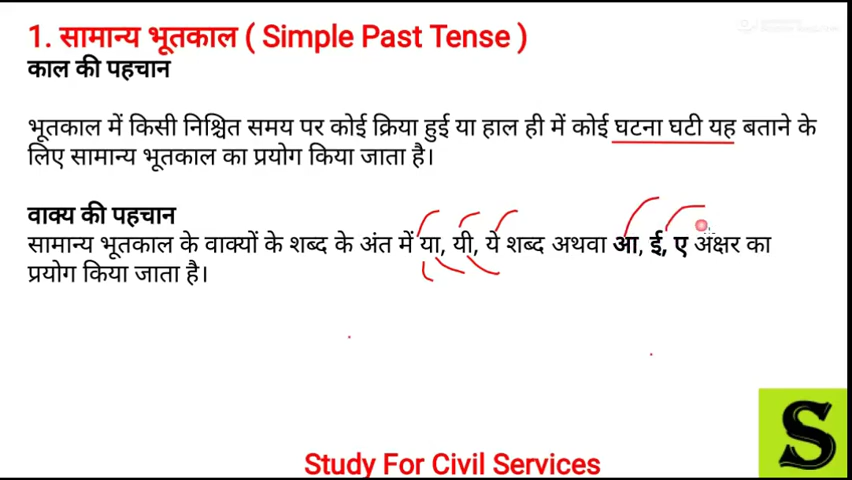 1. सामान्य भूतकाल ( Simple Past Tense )
काल की पहचान
भूतकाल में किसी निश्चित समय पर कोई क्रिया हुई या हाल ही में कोई घटना घटी यह बताने के
लिए सामान्य भूतकाल का प्रयोग किया जाता है।
वाक्य की पहचान
सामान्य भूतकाल के वाक्यों के शब्द के अंत में या, यी, ये शब्द अथवा आ, ई, ए अंक्षर का
प्रयोग किया जाता है।
S
Study For Civil Services